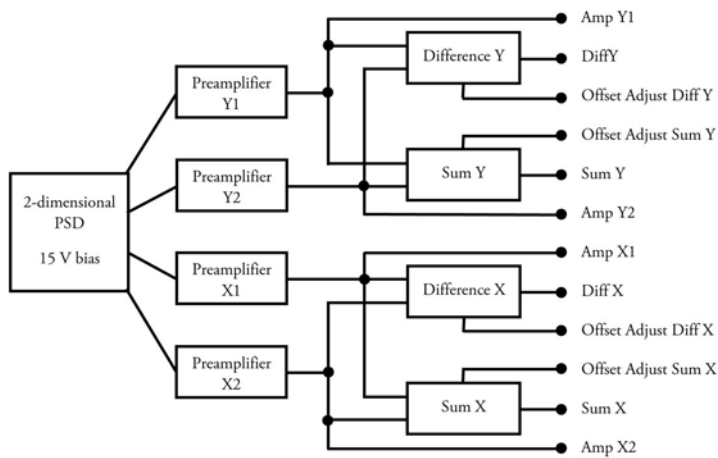 2-dimensional
PSD
15 V bias
Preamplifier
Y1
Preamplifier
Y2
Preamplifier
X1
Preamplifier
X2
Difference Y
Sum Y
Difference X
Sum X
Amp Y1
DiffY
Offset Adjust Diff Y
Offset Adjust Sum Y
Sum Y
Amp Y2
Amp X1
Diff X
Offset Adjust Diff X
Offset Adjust Sum X
Sum X
Amp X2